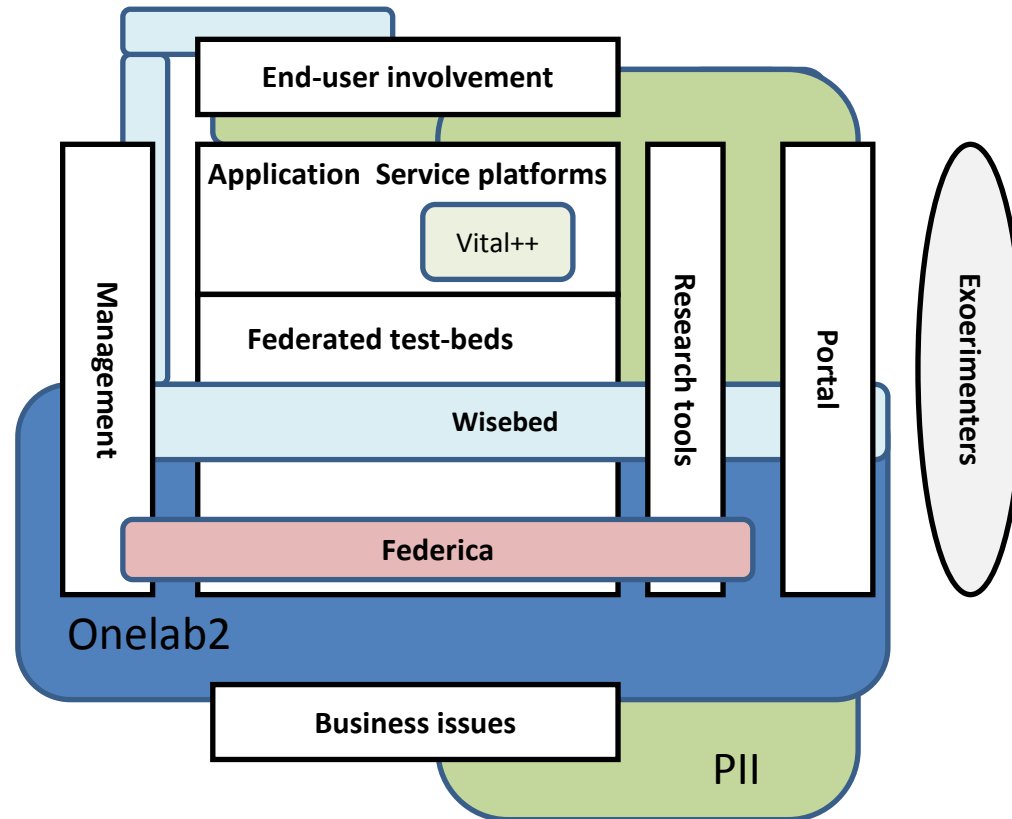 End-user involvement
Application Service platforms
Vital++
Management
Federated test-beds
Research tools
Portal
Exoerimenters
Wisebed
Federica
Onelab2
Business issues
PII